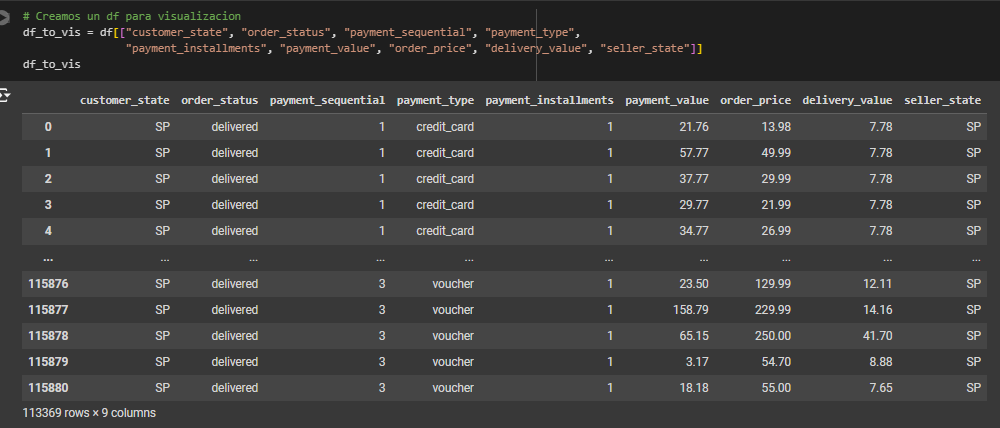 # Creamos un df para visualizacion
df_to_vis = df[["customer_state", "order_status", "payment_sequential", "payment_type",
"payment_installments", "payment_value", "order_price", "delivery_value", "seller_state"]]
df_to_vis
customer_state order_status payment_sequential payment_type payment_installments payment_value order_price delivery_value seller_state
0 SP delivered 1 credit_card 1 21.76 13.98 7.78 SP
1 SP delivered 1 credit_card 1 57.77 49.99 7.78 SP
2 SP delivered 1 credit_card 1 37.77 29.99 7.78 SP
3 SP delivered 1 credit_card 1 29.77 21.99 7.78 SP
4 SP delivered 1 credit_card 1 34.77 26.99 7.78 SP
... ... ... ... ... ... ... ... ... ...
115876 SP delivered 3 voucher 1 23.50 129.99 12.11 SP
115877 SP delivered 3 voucher 1 158.79 229.99 14.16 SP
115878 SP delivered 3 voucher 1 65.15 250.00 41.70 SP
115879 SP delivered 3 voucher 1 3.17 54.70 8.88 SP
115880 SP delivered 3 voucher 1 18.18 55.00 7.65 SP
113369 rows × 9 columns